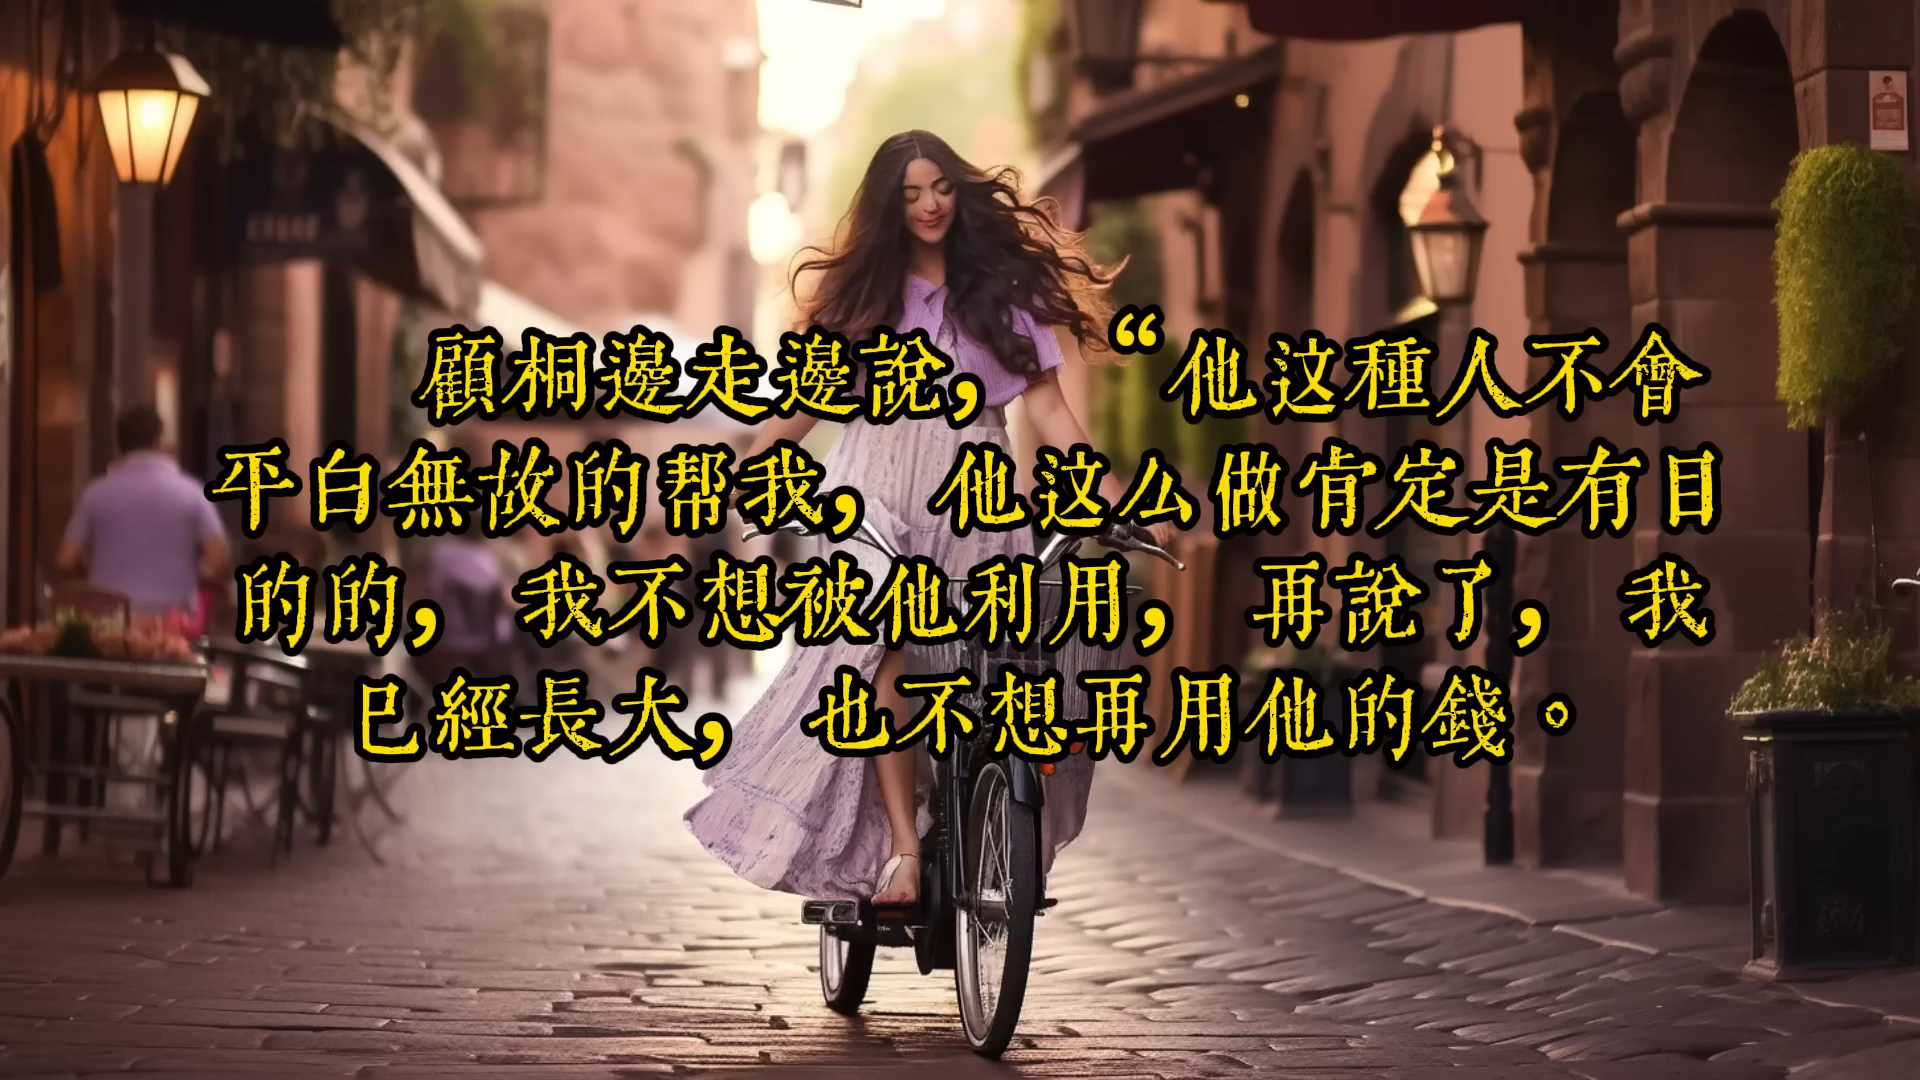 顧桐邊走邊說，“他这種人不會
平白無故的帮我，他这么做肯定是有目
的的，我不想被他利用，再說了，我
已經長大，也不想再用他的錢。